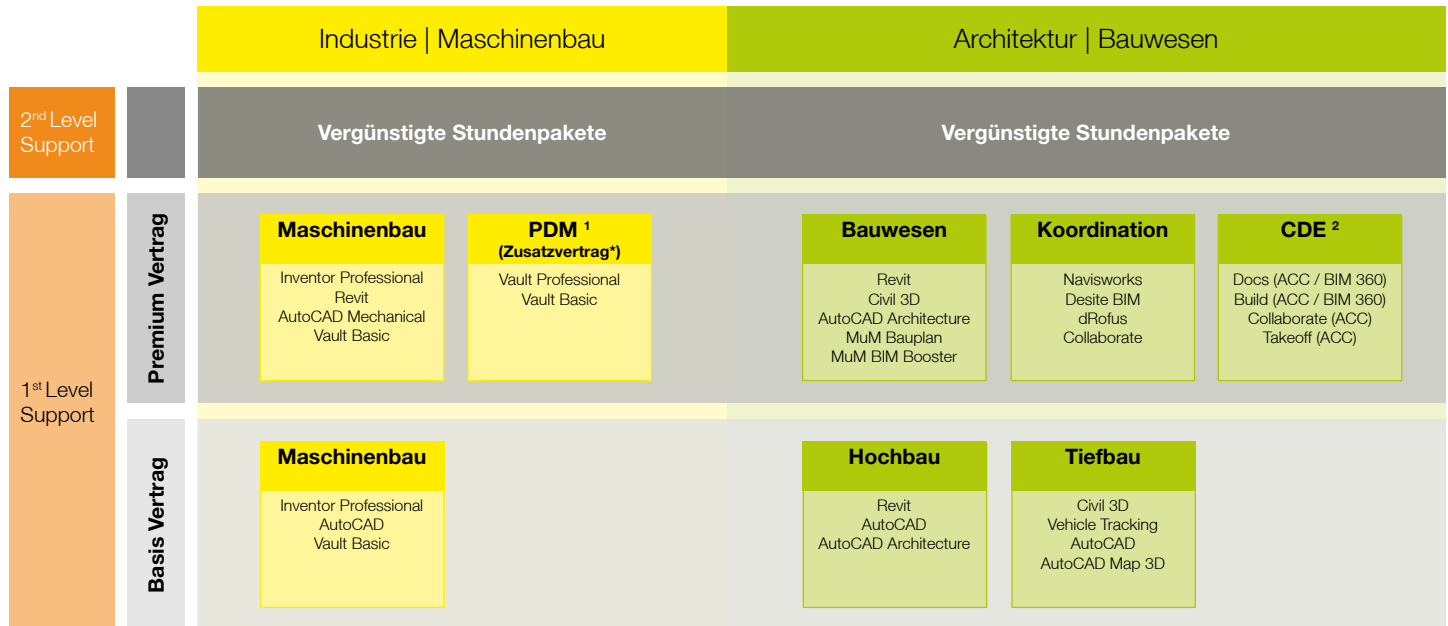 Industrie | Maschinenbau
Architektur | Bauwesen
2nd Level
Support
Vergünstigte Stundenpakete
Vergünstigte Stundenpakete
1st Level
Support
Premium Vertrag
Maschinenbau
Inventor Professional
Revit
AutoCAD Mechanical
Vault Basic
PDM 1
(Zusatzvertrag*)
Vault Professional
Vault Basic
Bauwesen
Revit
Civil 3D
AutoCAD Architecture
MuM Bauplan
MuM BIM Booster
Koordination
Navisworks
Desite BIM
dRofus
Collaborate
CDE 2
Docs (ACC / BIM 360)
Build (ACC / BIM 360)
Collaborate (ACC)
Takeoff (ACC)
Basis Vertrag
Maschinenbau
Inventor Professional
AutoCAD
Vault Basic
Hochbau
Revit
AutoCAD
AutoCAD Architecture
Tiefbau
Civil 3D
Vehicle Tracking
AutoCAD
AutoCAD Map 3D